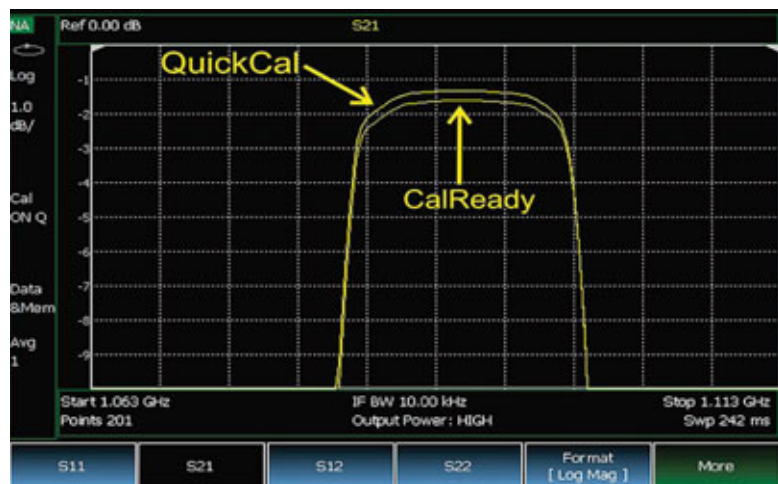 NA
Ref 0.00 dB
S21
Log
1.0
dB/
Cal
ON Q
Data
&Mem
Avg
1
QuickCal
CalReady
-1
-2
-3
-4
-5
-6
-7
-8
-9
Start 1.063 GHz
IF BW 10.00 kHz
Stop 1.113 GHz
Points 201
Output Power: HIGH
Swp 242 ms
S11
S21
S12
S22
Format
[ Log Mag ]
More